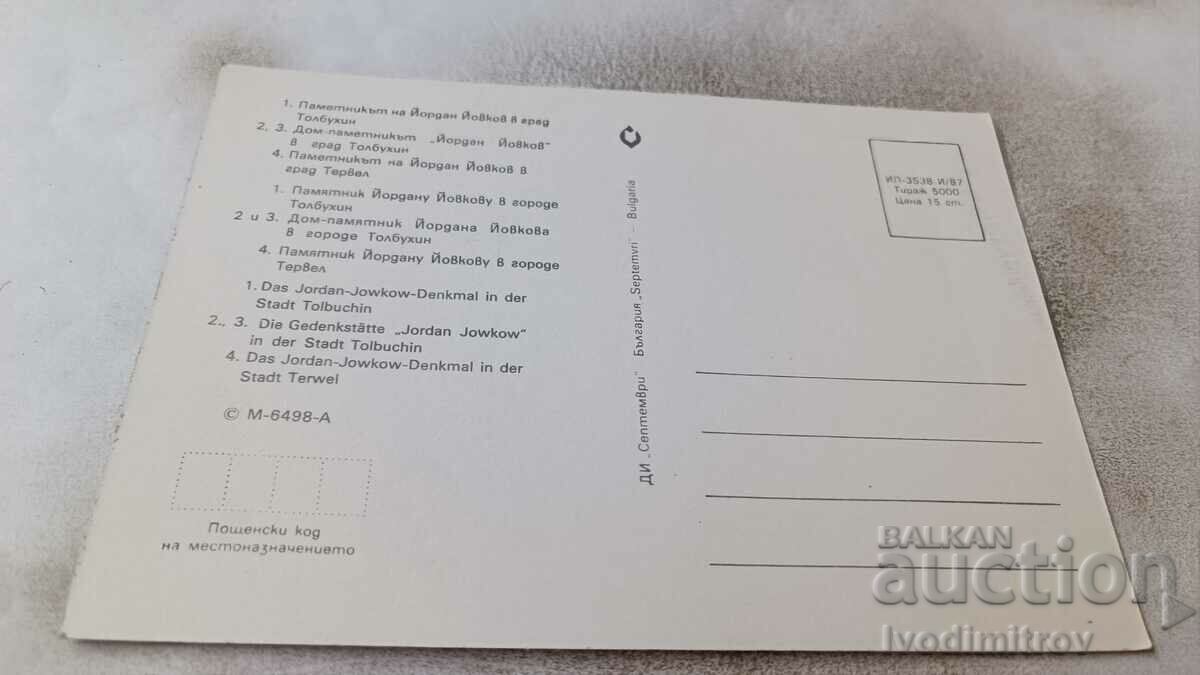 1. Паметникът на Йордан Йовков в град
Толбухин
2, 3. Дом-паметникът „Йордан Йовков"
в град Толбухин
4. Паметникът на Йордан Йовков в
град Тервел
1. Памятник Йордану Йовкову в городе
Толбухин
2 и 3. Дом-памятник Йордана Йовкова
в городе Толбухин
4. Памятник Йордану Йовкову в городе
Тервел
1. Das Jordan-Jowkow-Denkmal in der
Stadt Tolbuchin
2., 3. Die Gedenkstätte „Jordan Jowkow"
in der Stadt Tolbuchin
4. Das Jordan-Jowkow-Denkmal in der
Stadt Terwel
© М-6498-А
Пощенски код
на местоназначението
ДИ „Септември" България „Septemvri" – Bulgaria
ИП-3538-И/87
Тираж 5000
Цена 15 ст.
BALKAN
auction
Ivodimitrov